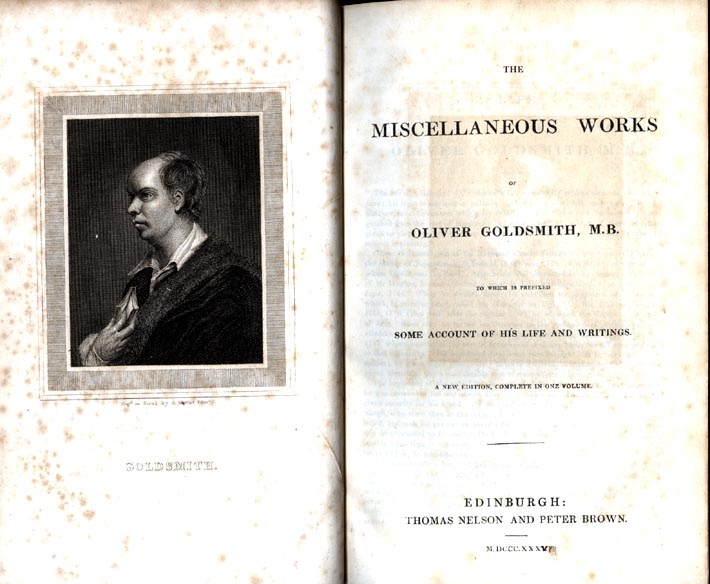 GOLDSMITH.
THE
MISCELLANEOUS WORKS
OF
OLIVER GOLDSMITH, M.B.
TO WHICH IS PREFIXED
SOME ACCOUNT OF HIS LIFE AND WRITINGS.
A NEW EDITION, COMPLETE IN ONE VOLUME.
EDINBURGH:
THOMAS NELSON AND PETER BROWN.